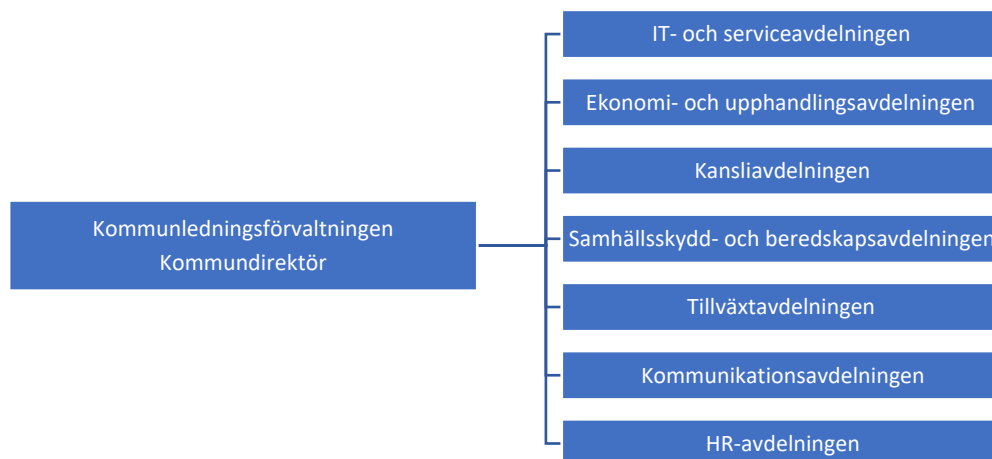 IT- och serviceavdelningen
Ekonomi- och upphandlingsavdelningen
Kansliavdelningen
Kommunledningsförvaltningen
Kommundirektör
Samhällsskydd- och beredskapsavdelningen
Tillväxtavdelningen
Kommunikationsavdelningen
HR-avdelningen